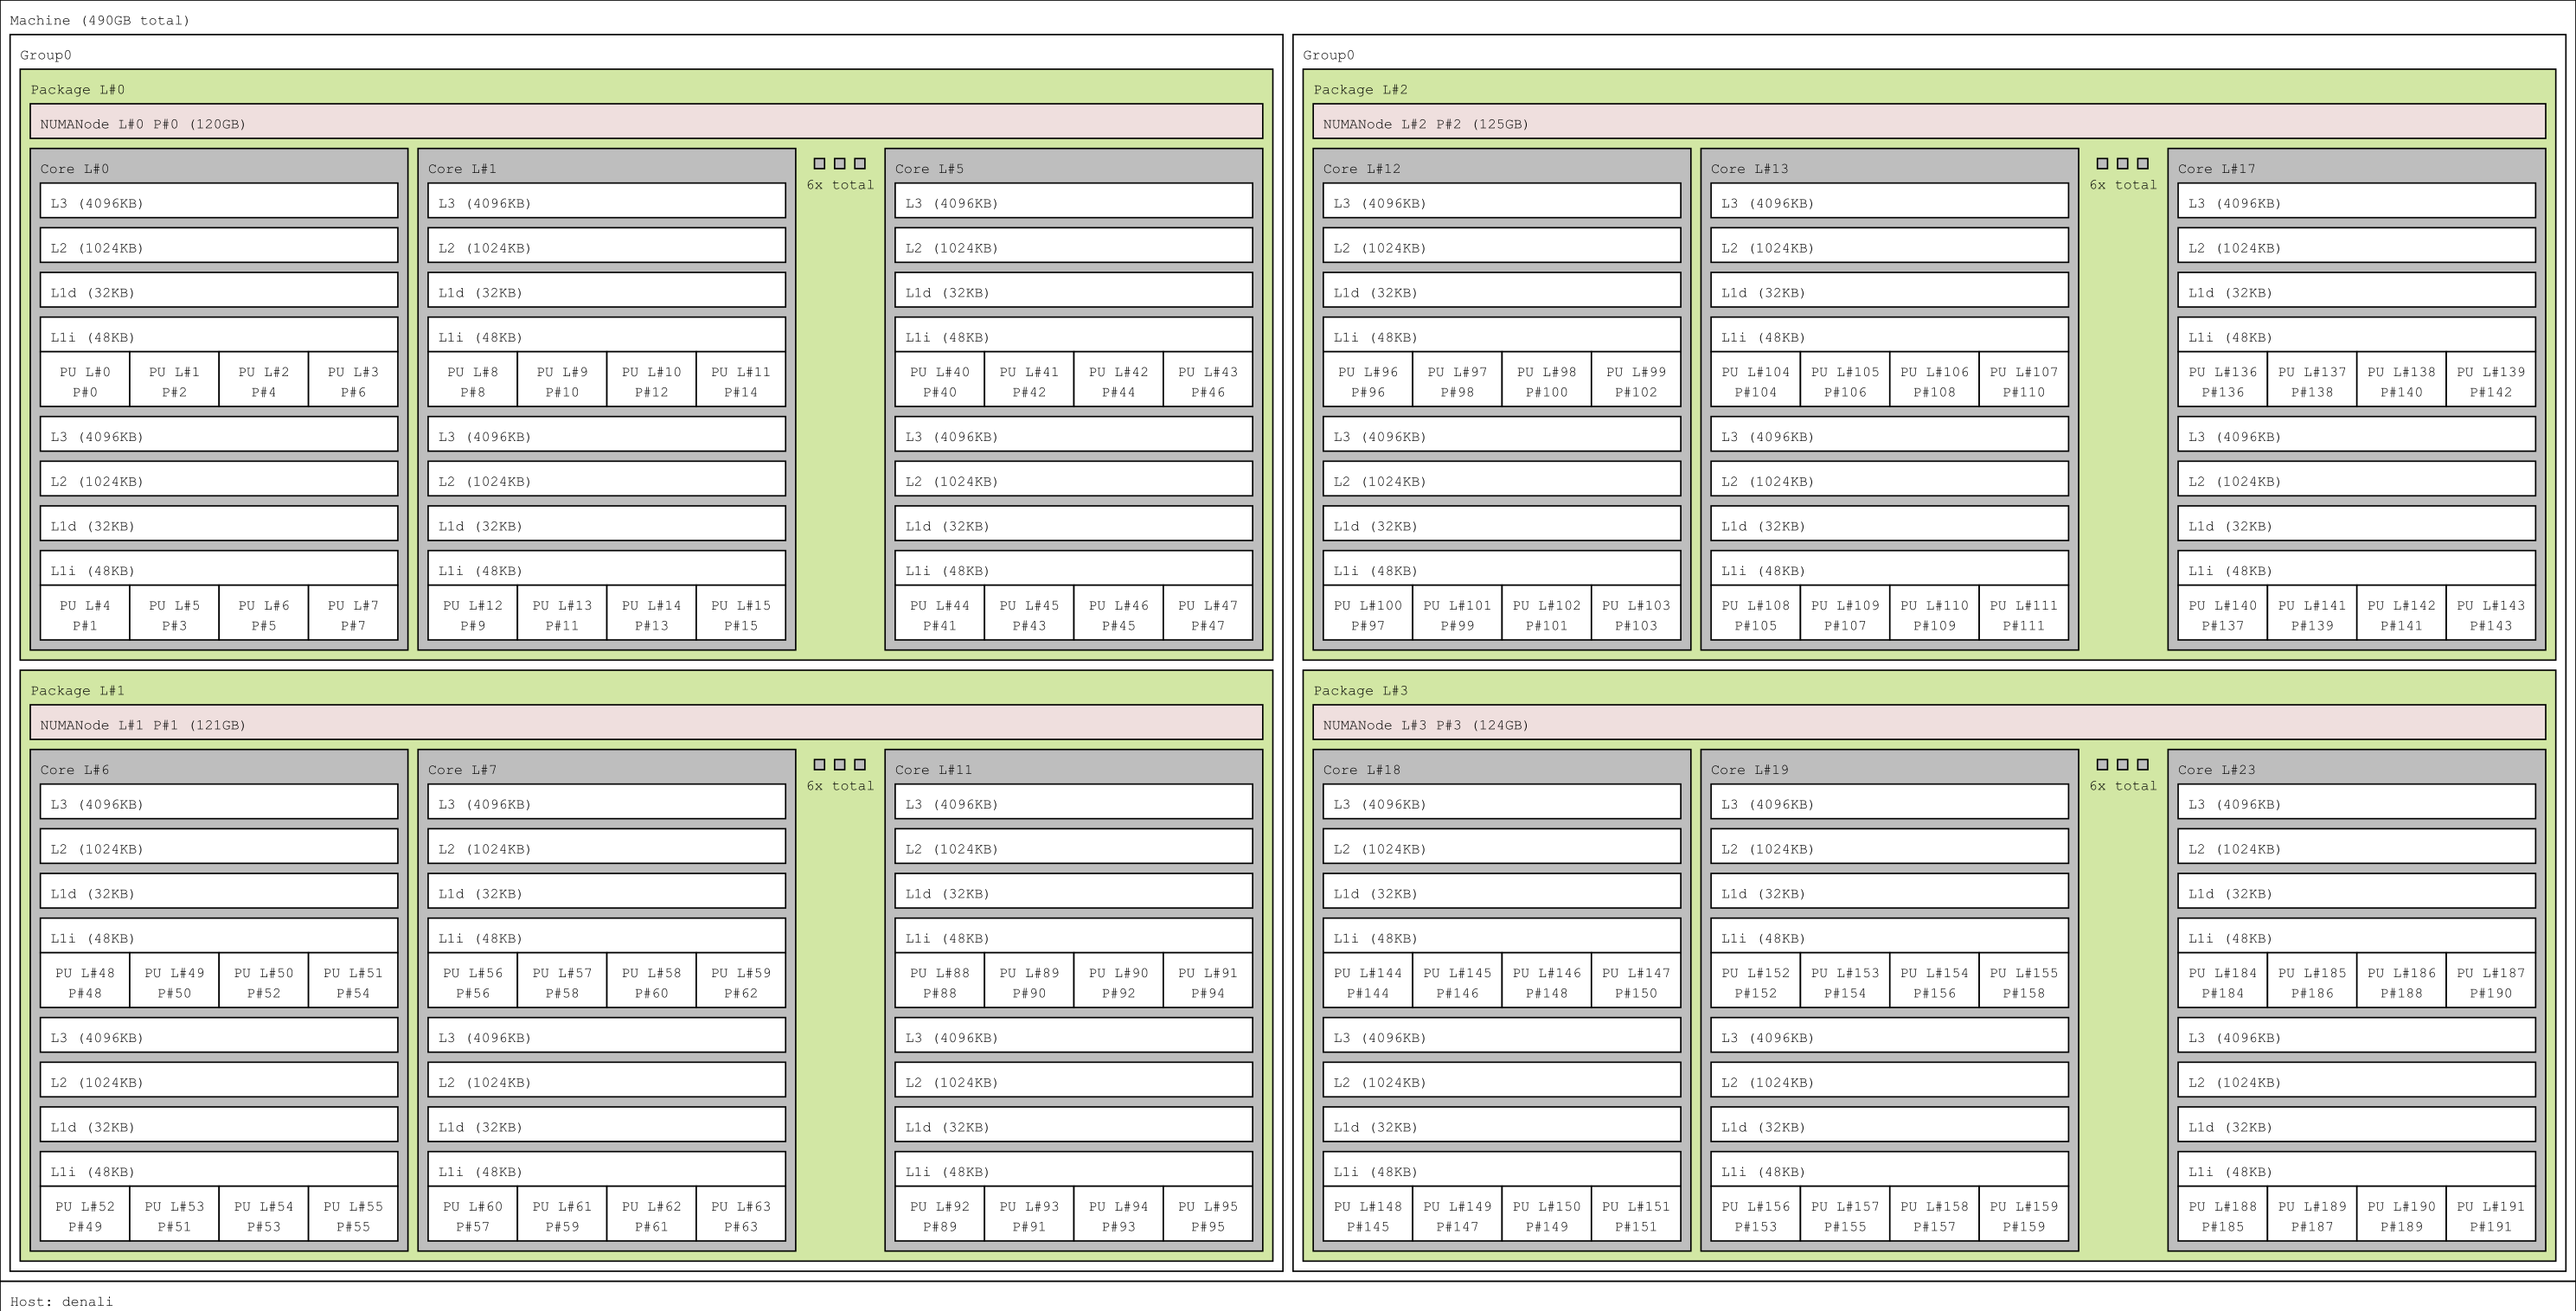 Machine (490GB total)
Group0
Package L#0
NUMANode L#0 P#0 (120GB)
Core L#0
L3 (4096KB)
L2 (1024KB)
L1d (32KB)
L1i (48KB)
PU L#0 P#0
PU L#1 P#2
PU L#2 P#4
PU L#3 P#6
L3 (4096KB)
L2 (1024KB)
L1d (32KB)
L1i (48KB)
PU L#4 P#1
PU L#5 P#3
PU L#6 P#5
PU L#7 P#7
Core L#1
L3 (4096KB)
L2 (1024KB)
L1d (32KB)
L1i (48KB)
PU L#8 P#8
PU L#9 P#10
PU L#10 P#12
PU L#11 P#14
L3 (4096KB)
L2 (1024KB)
L1d (32KB)
L1i (48KB)
PU L#12 P#9
PU L#13 P#11
PU L#14 P#13
PU L#15 P#15
6x total
Core L#5
L3 (4096KB)
L2 (1024KB)
L1d (32KB)
L1i (48KB)
PU L#40 P#40
PU L#41 P#42
PU L#42 P#44
PU L#43 P#46
L3 (4096KB)
L2 (1024KB)
L1d (32KB)
L1i (48KB)
PU L#44 P#41
PU L#45 P#43
PU L#46 P#45
PU L#47 P#47
Package L#1
NUMANode L#1 P#1 (121GB)
Core L#6
L3 (4096KB)
L2 (1024KB)
L1d (32KB)
L1i (48KB)
PU L#48 P#48
PU L#49 P#50
PU L#50 P#52
PU L#51 P#54
L3 (4096KB)
L2 (1024KB)
L1d (32KB)
L1i (48KB)
PU L#52 P#49
PU L#53 P#51
PU L#54 P#53
PU L#55 P#55
Core L#7
L3 (4096KB)
L2 (1024KB)
L1d (32KB)
L1i (48KB)
PU L#56 P#56
PU L#57 P#58
PU L#58 P#60
PU L#59 P#62
L3 (4096KB)
L2 (1024KB)
L1d (32KB)
L1i (48KB)
PU L#60 P#57
PU L#61 P#59
PU L#62 P#61
PU L#63 P#63
6x total
Core L#11
L3 (4096KB)
L2 (1024KB)
L1d (32KB)
L1i (48KB)
PU L#88 P#88
PU L#89 P#90
PU L#90 P#92
PU L#91 P#94
L3 (4096KB)
L2 (1024KB)
L1d (32KB)
L1i (48KB)
PU L#92 P#89
PU L#93 P#91
PU L#94 P#93
PU L#95 P#95
Group0
Package L#2
NUMANode L#2 P#2 (125GB)
Core L#12
L3 (4096KB)
L2 (1024KB)
L1d (32KB)
L1i (48KB)
PU L#96 P#96
PU L#97 P#98
PU L#98 P#100
PU L#99 P#102
L3 (4096KB)
L2 (1024KB)
L1d (32KB)
L1i (48KB)
PU L#100 P#97
PU L#101 P#99
PU L#102 P#101
PU L#103 P#103
Core L#13
L3 (4096KB)
L2 (1024KB)
L1d (32KB)
L1i (48KB)
PU L#104 P#104
PU L#105 P#106
PU L#106 P#108
PU L#107 P#110
L3 (4096KB)
L2 (1024KB)
L1d (32KB)
L1i (48KB)
PU L#108 P#105
PU L#109 P#107
PU L#110 P#109
PU L#111 P#111
6x total
Core L#17
L3 (4096KB)
L2 (1024KB)
L1d (32KB)
L1i (48KB)
PU L#136 P#136
PU L#137 P#138
PU L#138 P#140
PU L#139 P#142
L3 (4096KB)
L2 (1024KB)
L1d (32KB)
L1i (48KB)
PU L#140 P#137
PU L#141 P#139
PU L#142 P#141
PU L#143 P#143
Package L#3
NUMANode L#3 P#3 (124GB)
Core L#18
L3 (4096KB)
L2 (1024KB)
L1d (32KB)
L1i (48KB)
PU L#144 P#144
PU L#145 P#146
PU L#146 P#148
PU L#147 P#150
L3 (4096KB)
L2 (1024KB)
L1d (32KB)
L1i (48KB)
PU L#148 P#145
PU L#149 P#147
PU L#150 P#149
PU L#151 P#151
Core L#19
L3 (4096KB)
L2 (1024KB)
L1d (32KB)
L1i (48KB)
PU L#152 P#152
PU L#153 P#154
PU L#154 P#156
PU L#155 P#158
L3 (4096KB)
L2 (1024KB)
L1d (32KB)
L1i (48KB)
PU L#156 P#153
PU L#157 P#155
PU L#158 P#157
PU L#159 P#159
6x total
Core L#23
L3 (4096KB)
L2 (1024KB)
L1d (32KB)
L1i (48KB)
PU L#184 P#184
PU L#185 P#186
PU L#186 P#188
PU L#187 P#190
L3 (4096KB)
L2 (1024KB)
L1d (32KB)
L1i (48KB)
PU L#188 P#185
PU L#189 P#187
PU L#190 P#189
PU L#191 P#191
Host: denali